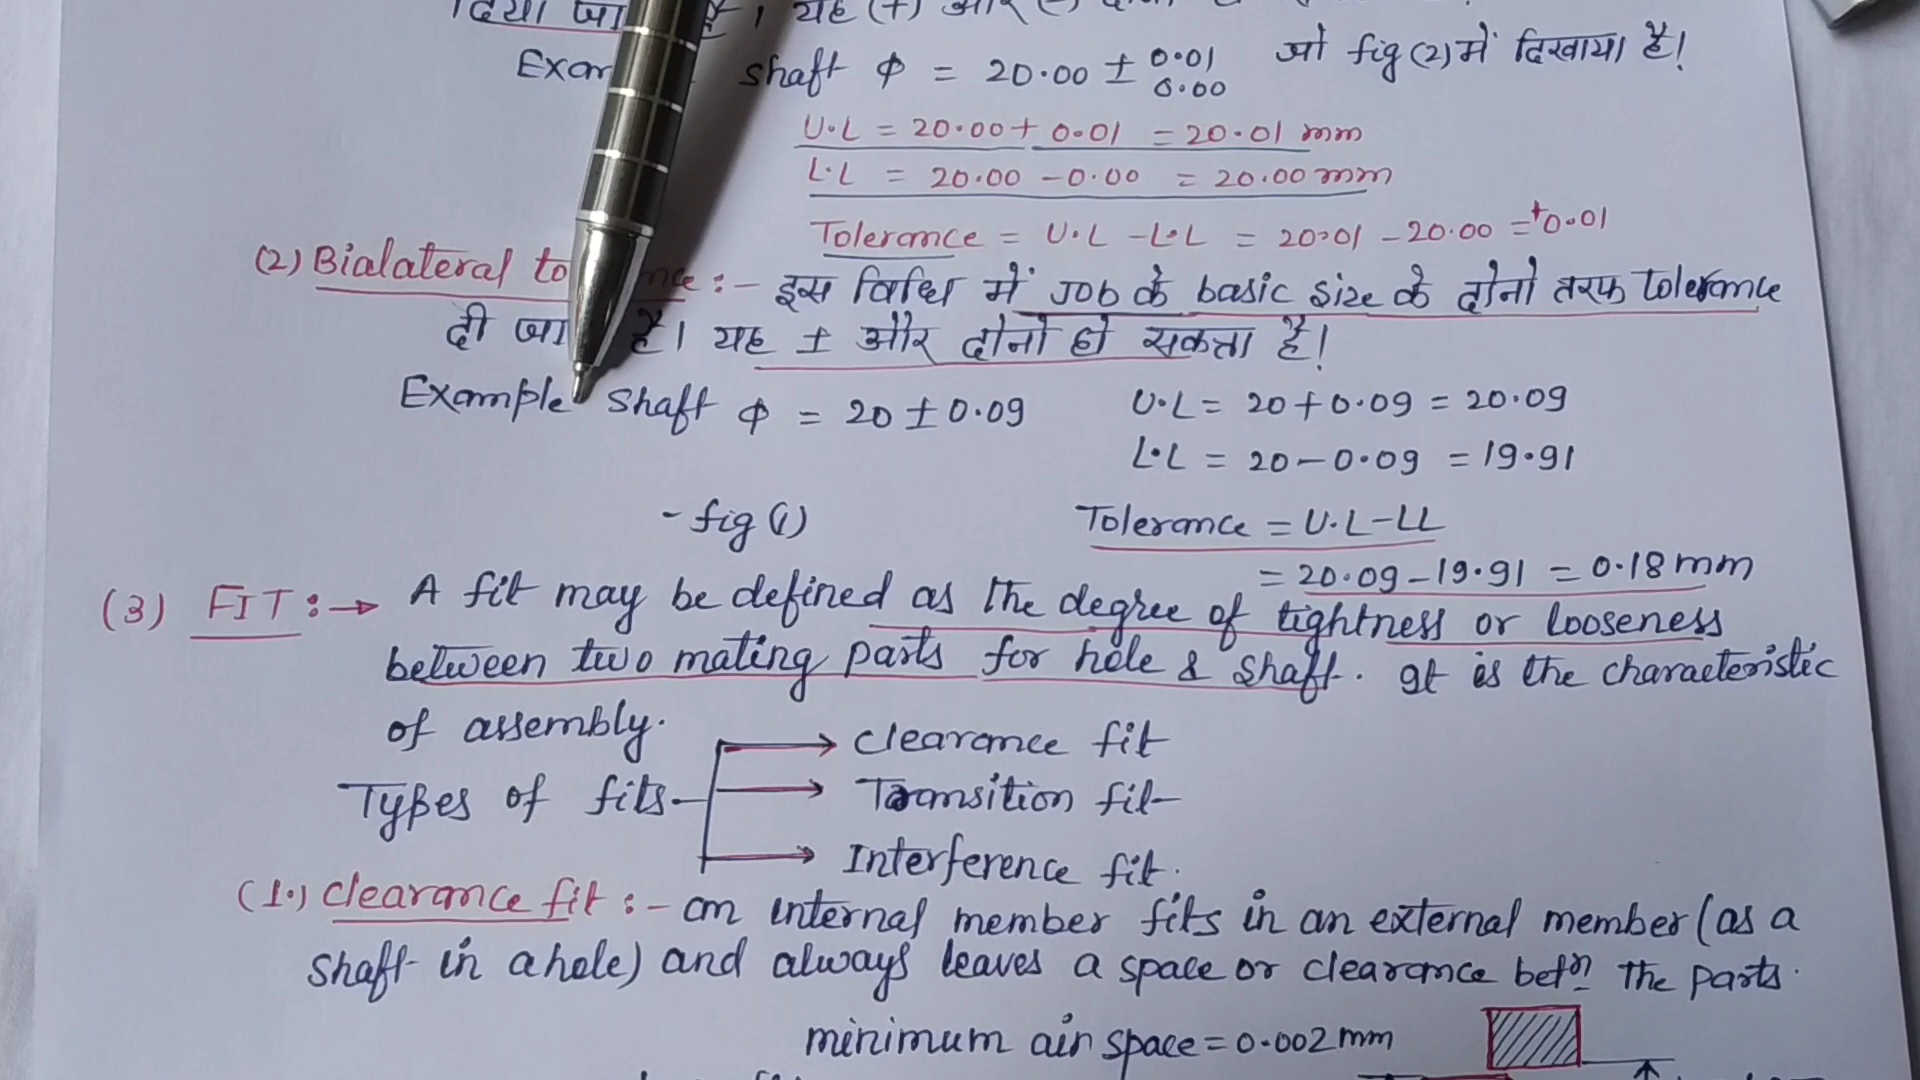 दिया जा है। यह (+) और (-)
shaft φ = 20.00 ± 0.01 0.00 जो fig (2) में दिखाया है!
U.L = 20.00+ 0.01 = 20.01 mm
L.L = 20.00 -0.00 = 20.00 mm
Tolerance = U.L -L.L = 20.01 - 20.00 = +0.01
(2) Bialateral to nce :- इस विधि में Job के basic size के दोनो तरफ Tolerance
दी जा है। यह ± और दोनो हो सकता है!
Example shaft φ = 20 ± 0.09 U.L = 20+0.09 = 20.09
L.L = 20-0.09 = 19.91
- fig (1) Tolerance = U.L-LL
= 20.09-19.91 = 0.18 mm
(3) FIT :→ A fit may be defined as the degree of tightness or looseness
between two mating parts for hole & shaft. It is the characteristic
of assembly.
Types of fits- clearance fit
Transition fit
Interference fit.
(1.) clearance fit :- an internal member fits in an external member (as a
shaft in a hole) and always leaves a space or clearance betn the parts.
minimum air space = 0.002 mm